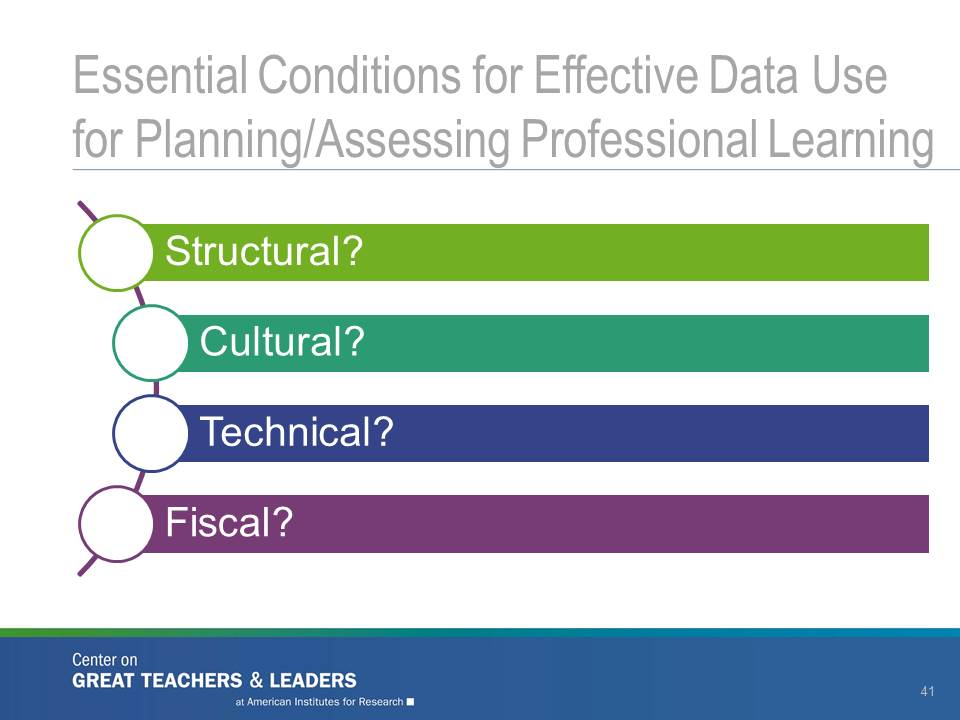 Essential Conditions for Effective Data Use
for Planning/Assessing Professional Learning
Structural?
Cultural?
Technical?
Fiscal?
Center on
GREAT TEACHERS & LEADERS
at American Institutes for Research
41